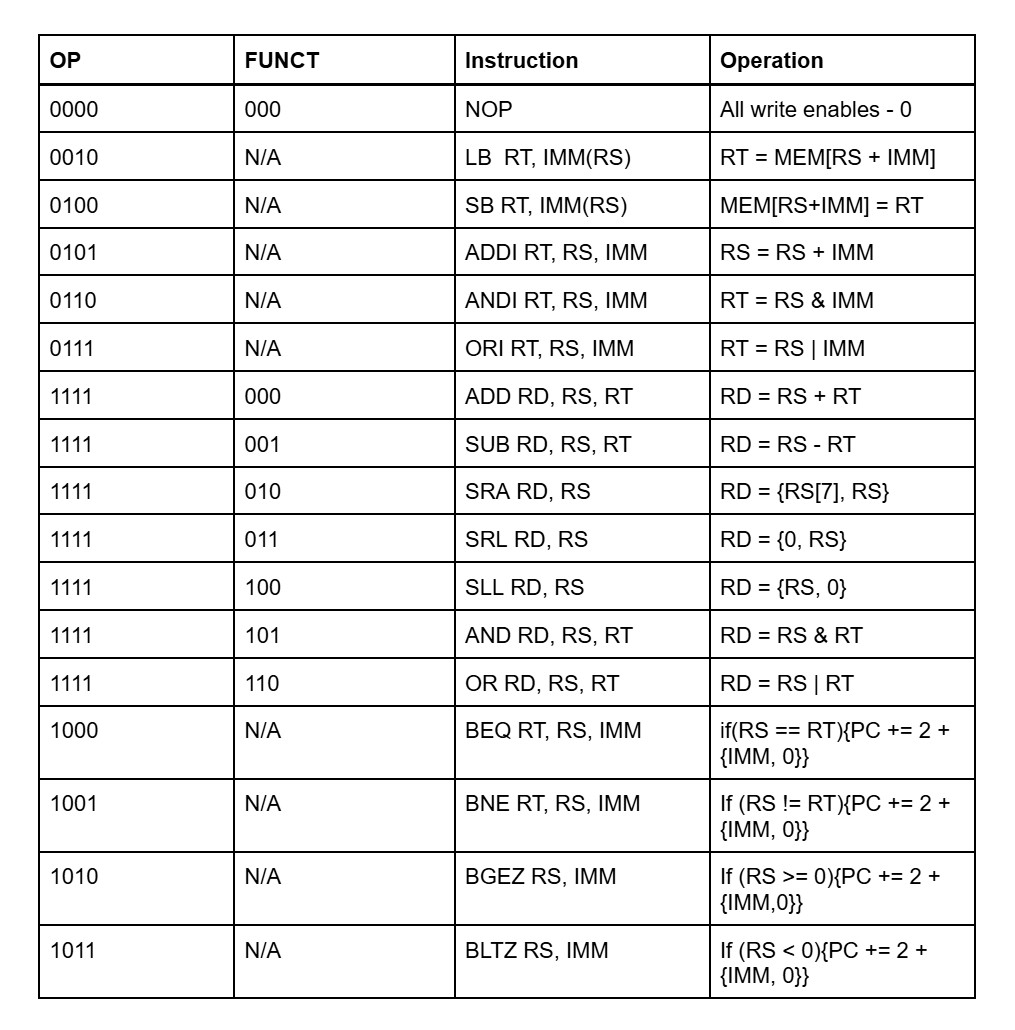 OP FUNCT Instruction Operation
0000 000 NOP All write enables - 0
0010 N/A LB RT, IMM(RS) RT = MEM[RS + IMM]
0100 N/A SB RT, IMM(RS) MEM[RS+IMM] = RT
0101 N/A ADDI RT, RS, IMM RS = RS + IMM
0110 N/A ANDI RT, RS, IMM RT = RS & IMM
0111 N/A ORI RT, RS, IMM RT = RS | IMM
1111 000 ADD RD, RS, RT RD = RS + RT
1111 001 SUB RD, RS, RT RD = RS - RT
1111 010 SRA RD, RS RD = {RS[7], RS}
1111 011 SRL RD, RS RD = {0, RS}
1111 100 SLL RD, RS RD = {RS, 0}
1111 101 AND RD, RS, RT RD = RS & RT
1111 110 OR RD, RS, RT RD = RS | RT
1000 N/A BEQ RT, RS, IMM if(RS == RT){PC += 2 +
{IMM, 0}}
1001 N/A BNE RT, RS, IMM If (RS != RT){PC += 2 +
{IMM, 0}}
1010 N/A BGEZ RS, IMM If (RS >= 0){PC += 2 +
{IMM,0}}
1011 N/A BLTZ RS, IMM If (RS < 0){PC += 2 +
{IMM, 0}}